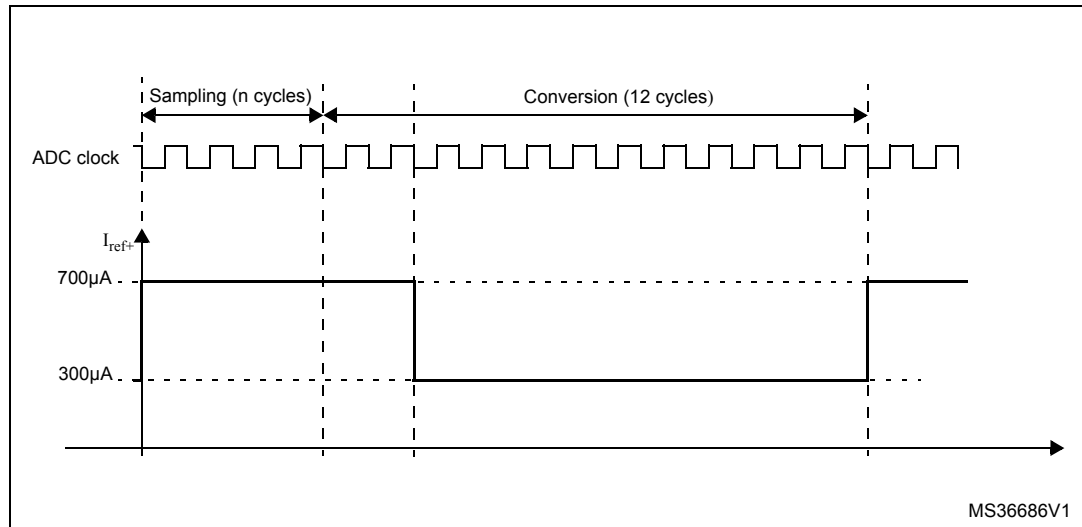 Sampling (n cycles)
Conversion (12 cycles)
ADC clock
Iref+
700µA
300µA
MS36686V1